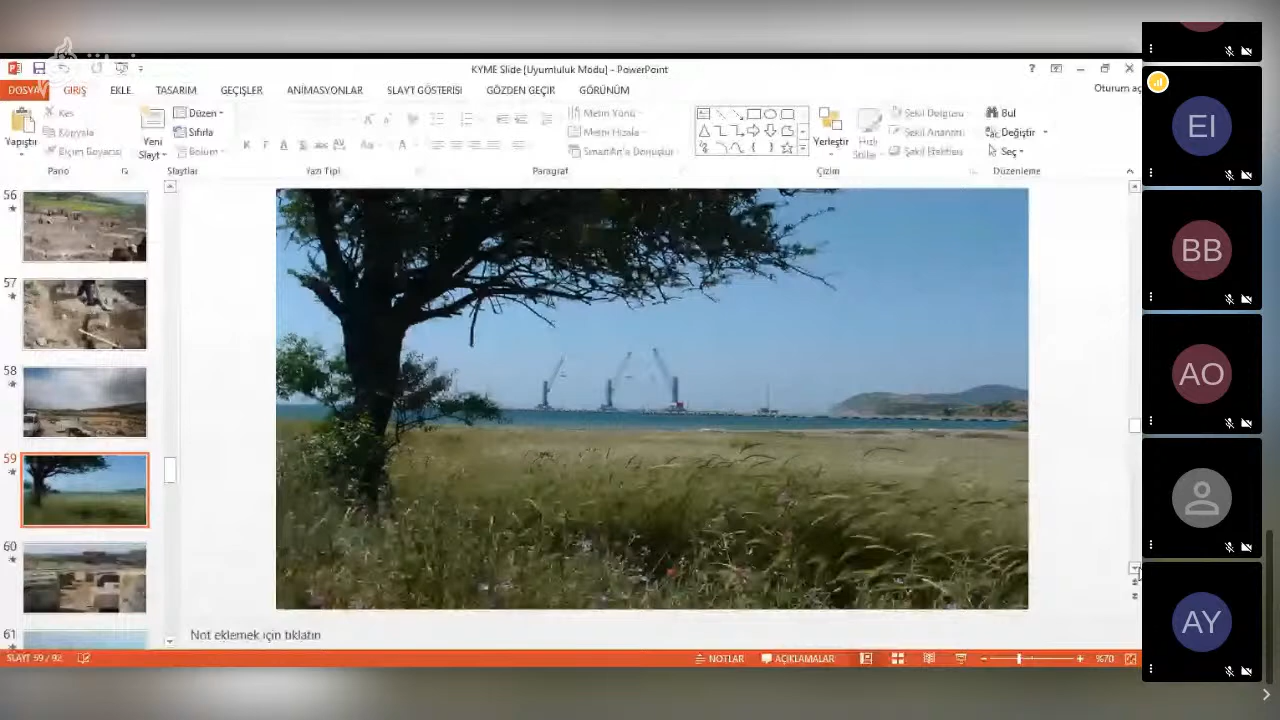 KYME Slide [Uyumluluk Modu] - PowerPoint
DOSYA GİRİŞ EKLE TASARIM GEÇİŞLER ANİMASYONLAR SLAYT GÖSTERİSİ GÖZDEN GEÇİR GÖRÜNÜM Oturum aç
Yapıştır
Kes
Kopyala
Biçim Boyacısı
Pano
Yeni
Slayt
Düzen
Sıfırla
Bölüm
Slaytlar
K T A S abc AV
Yazı Tipi
Metin Yönü
Metni Hizala
SmartArt'a Dönüştür
Paragraf
Yerleştir
Hızlı
Stiller
Şekil Dolgusu
Şekil Anahattı
Şekil Efektleri
Çizim
Bul
Değiştir
Seç
Düzenleme
56
57
58
59
60
61
Not eklemek için tıklatın
SLAYT 59 / 92
NOTLAR AÇIKLAMALAR %70
EI
BB
AO
AY